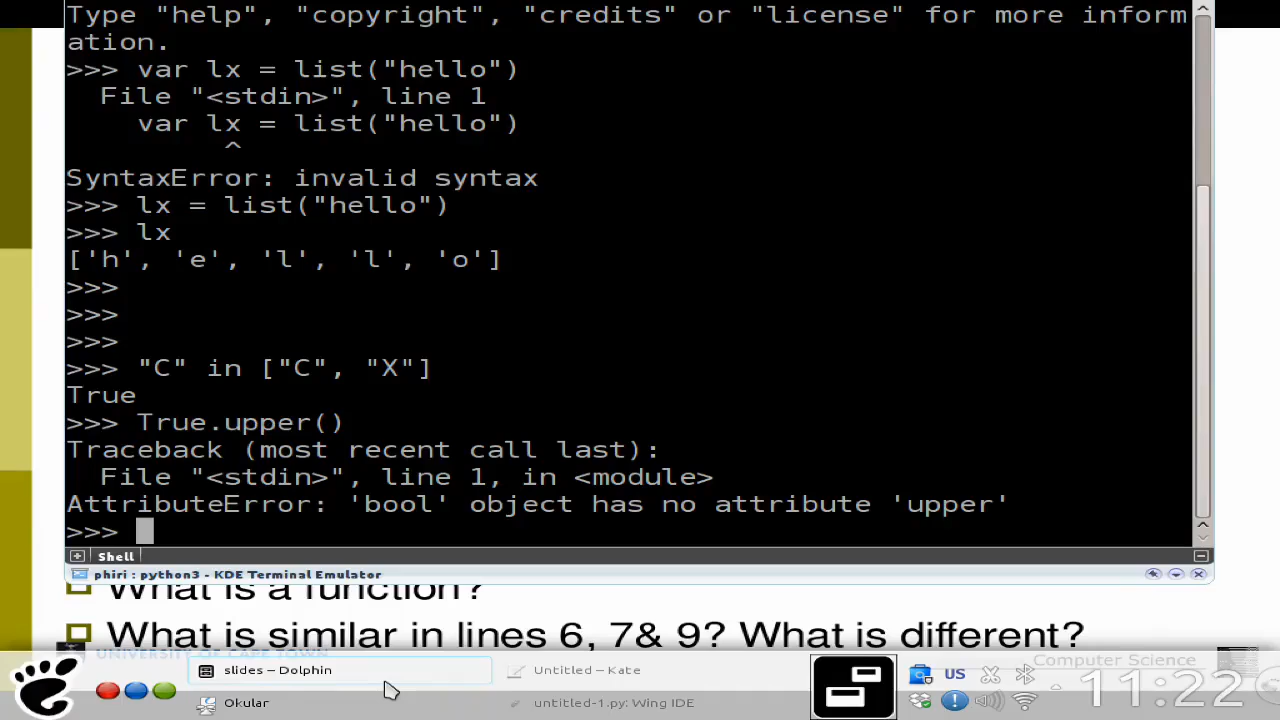 Type "help", "copyright", "credits" or "license" for more inform
ation.
>>> var lx = list("hello")
  File "<stdin>", line 1
    var lx = list("hello")
         ^
SyntaxError: invalid syntax
>>> lx = list("hello")
>>> lx
['h', 'e', 'l', 'l', 'o']
>>>
>>>
>>>
>>> "C" in ["C", "X"]
True
>>> True.upper()
Traceback (most recent call last):
  File "<stdin>", line 1, in <module>
AttributeError: 'bool' object has no attribute 'upper'
>>>
Shell
phiri : python3 - KDE Terminal Emulator
What is a function?
What is similar in lines 6, 7& 9? What is different?
UNIVERSITY OF CAPE TOWN
Computer Science
slides – Dolphin
Untitled – Kate
US
11:22
Okular
untitled-1.py: Wing IDE